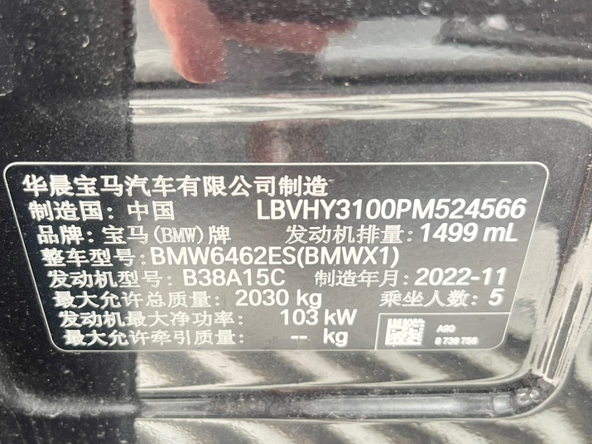 华晨宝马汽车有限公司制造
制造国: 中国 LBVHY3100PM524566
品牌: 宝马(BMW)牌 发动机排量: 1499 mL
整车型号: BMW6462ES(BMWX1)
发动机型号: B38A15C 制造年月: 2022-11
最大允许总质量: 2030 kg 乘坐人数: 5
发动机最大净功率: 103 kW
最大允许牵引质量: -- kg
A90
8 738 756